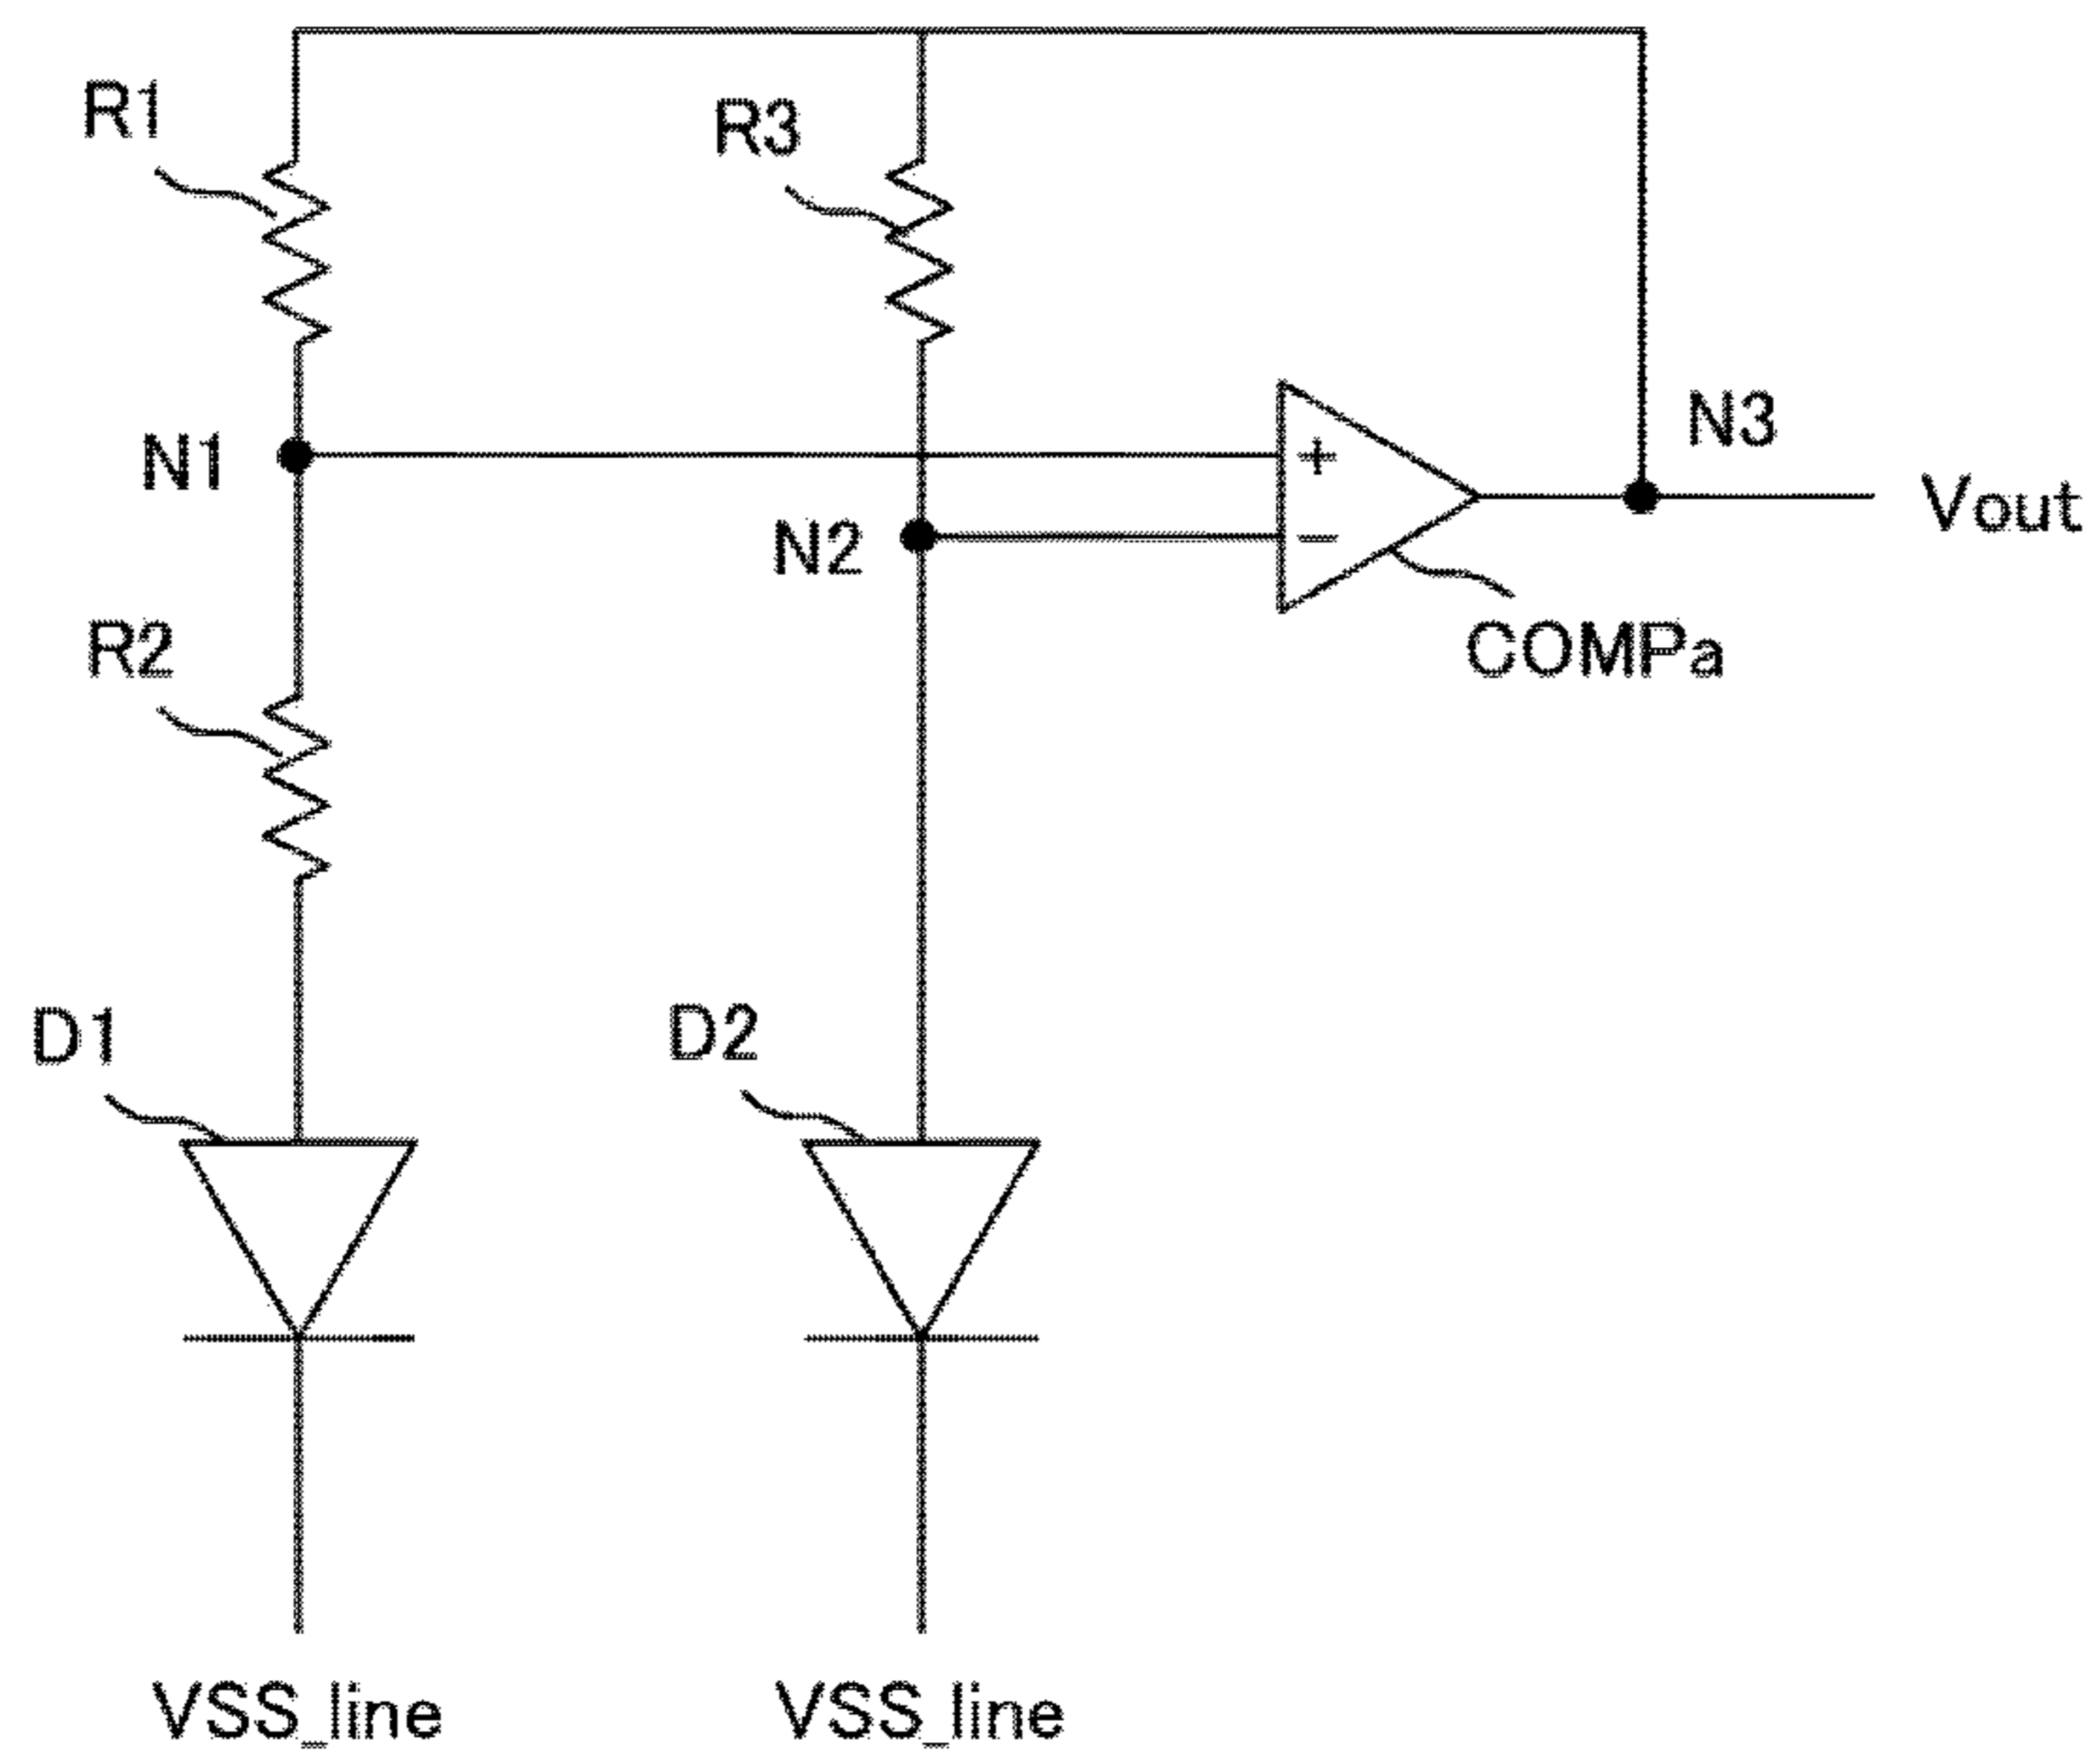 R1
R3
N1
N2
+
−
N3
Vout
COMPa
R2
D1
D2
VSS_line
VSS_line